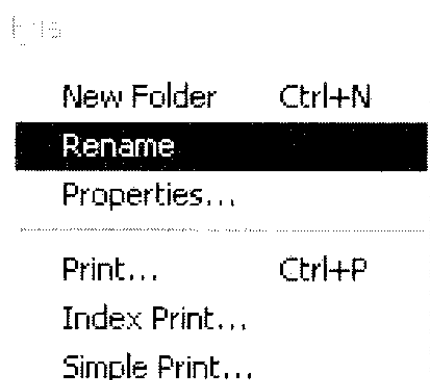 New Folder Ctrl+N
Rename
Properties...
Print... Ctrl+P
Index Print...
Simple Print...